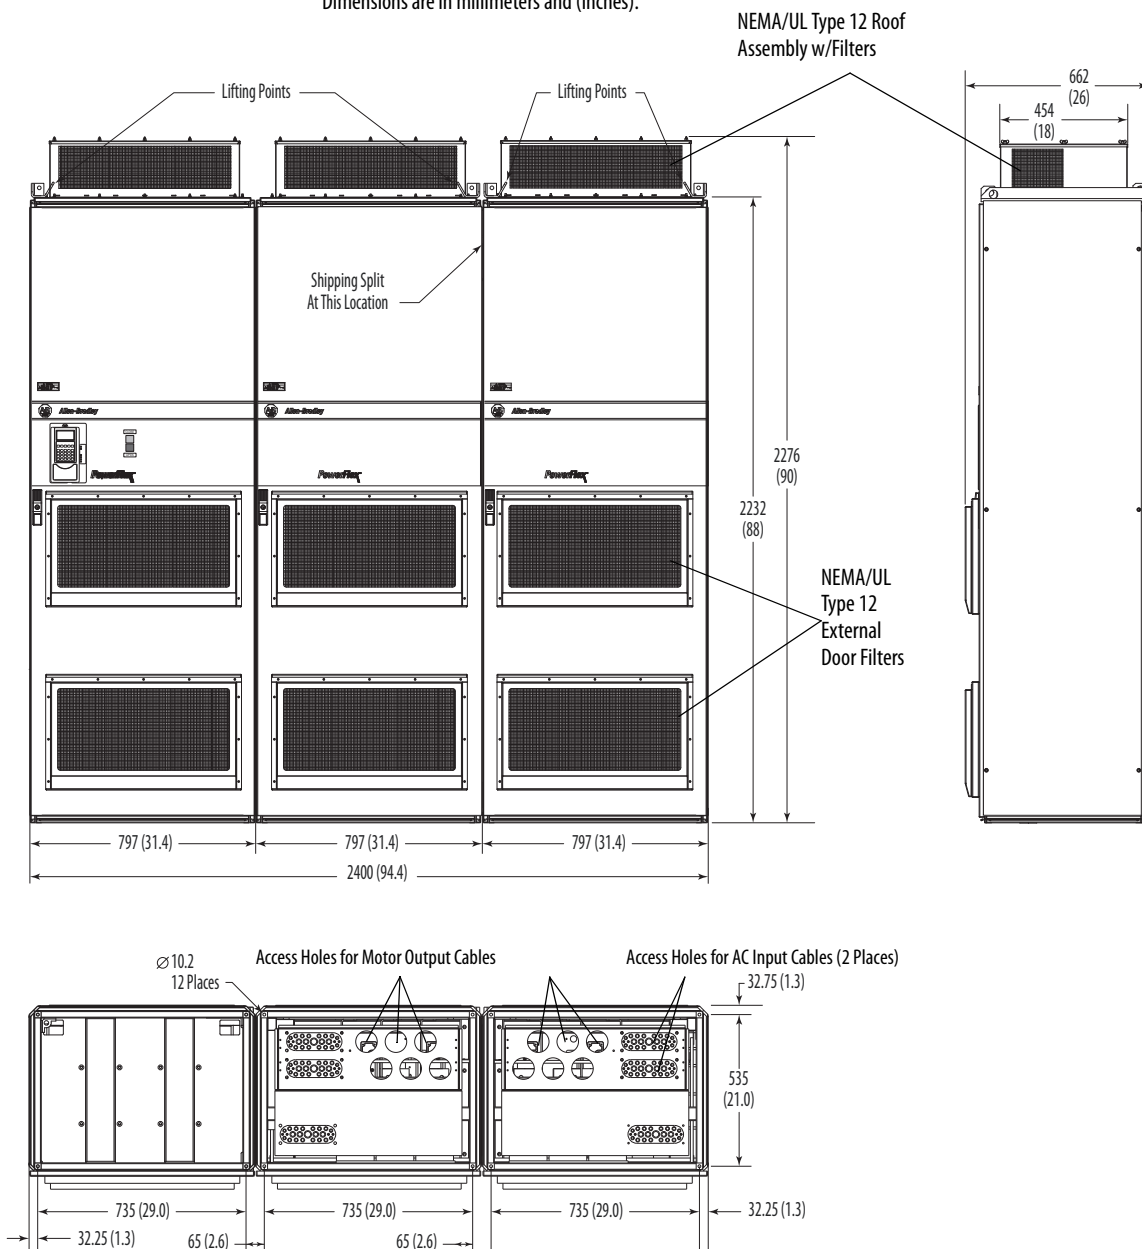 Dimensions are in millimeters and (inches).
NEMA/UL Type 12 Roof
Assembly w/Filters
Lifting Points
Lifting Points
662
(26)
454
(18)
Shipping Split
At This Location
Allen-Bradley
Allen-Bradley
Allen-Bradley
PowerFlex
PowerFlex
PowerFlex
2276
(90)
2232
(88)
NEMA/UL
Type 12
External
Door Filters
797 (31.4)
797 (31.4)
797 (31.4)
2400 (94.4)
Ø 10.2
12 Places
Access Holes for Motor Output Cables
Access Holes for AC Input Cables (2 Places)
32.75 (1.3)
535
(21.0)
735 (29.0)
735 (29.0)
735 (29.0)
32.25 (1.3)
32.25 (1.3)
65 (2.6)
65 (2.6)